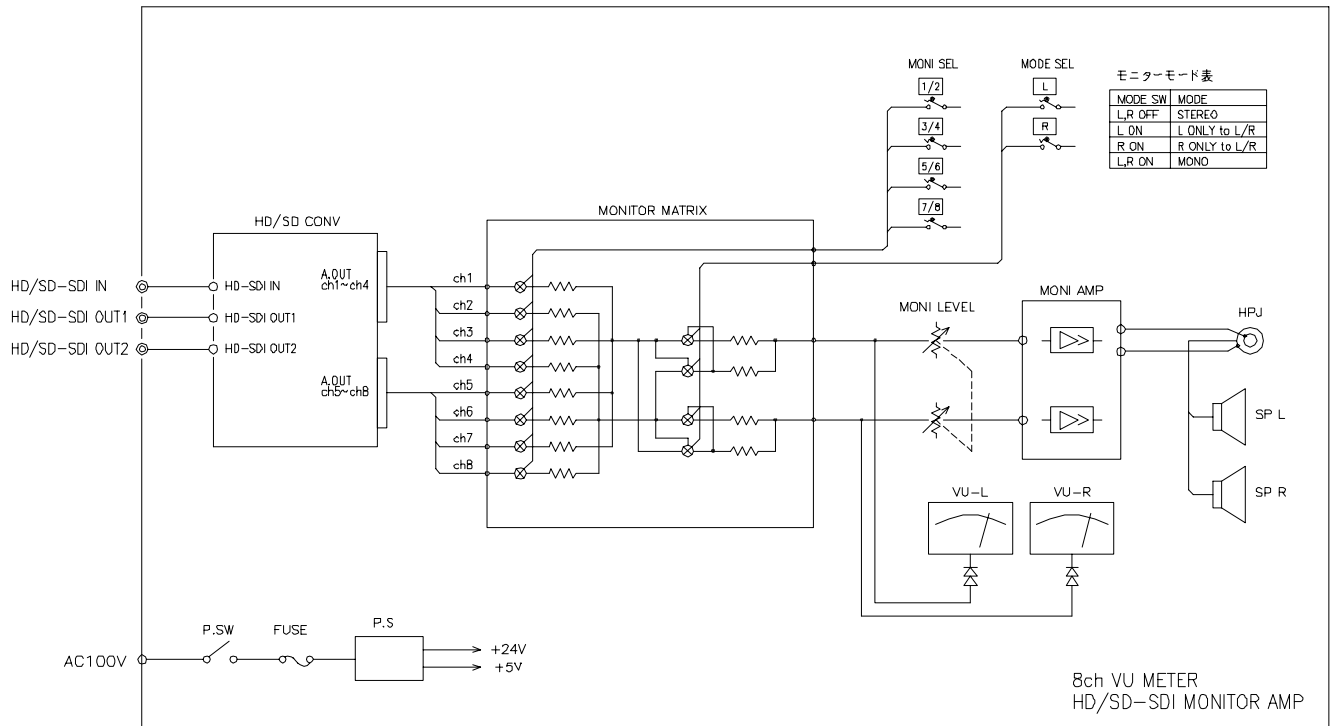 MONI SEL
1/2
3/4
5/6
7/8
MODE SEL
L
R
モニターモード表
MODE SW MODE
L,R OFF STEREO
L ON L ONLY to L/R
R ON R ONLY to L/R
L,R ON MONO
HD/SD CONV
HD/SD-SDI IN
HD/SD-SDI OUT1
HD/SD-SDI OUT2
HD-SDI IN
HD-SDI OUT1
HD-SDI OUT2
A.OUT
ch1~ch4
A.OUT
ch5~ch8
MONITOR MATRIX
ch1
ch2
ch3
ch4
ch5
ch6
ch7
ch8
MONI LEVEL
MONI AMP
HPJ
SP L
SP R
VU-L
VU-R
AC100V
P.SW
FUSE
P.S
+24V
+5V
8ch VU METER
HD/SD-SDI MONITOR AMP